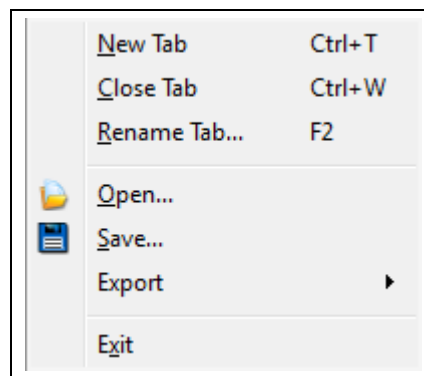 New Tab Ctrl+T
Close Tab Ctrl+W
Rename Tab... F2
Open...
Save...
Export
Exit